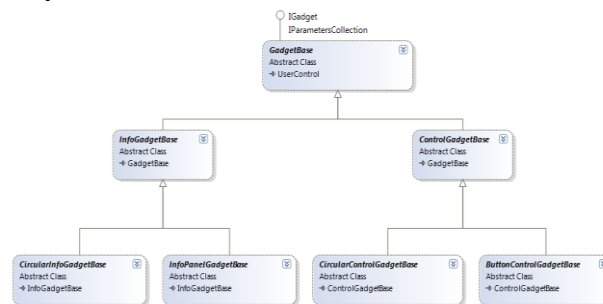 IGadget
IParametersCollection
GadgetBase
Abstract Class
UserControl
InfoGadgetBase
Abstract Class
GadgetBase
ControlGadgetBase
Abstract Class
GadgetBase
CircularInfoGadgetBase
Abstract Class
InfoGadgetBase
InfoPanelGadgetBase
Abstract Class
InfoGadgetBase
CircularControlGadgetBase
Abstract Class
ControlGadgetBase
ButtonControlGadgetBase
Abstract Class
ControlGadgetBase